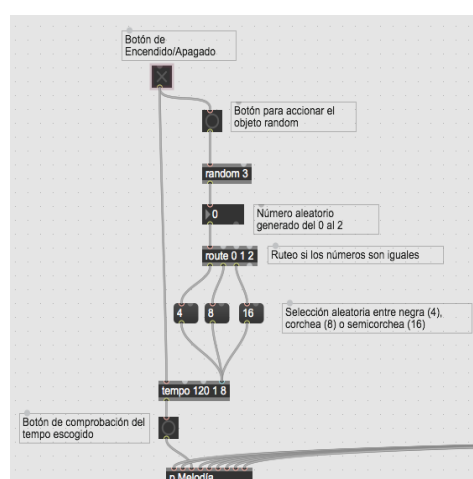 Botón de
Encendido/Apagado
Botón para accionar el
objeto random
random 3
0
Número aleatorio
generado del 0 al 2
route 0 1 2
Ruteo si los números son iguales
4
8
16
Selección aleatoria entre negra (4),
corchea (8) o semicorchea (16)
tempo 120 1 8
Botón de comprobación del
tempo escogido
p Melodía